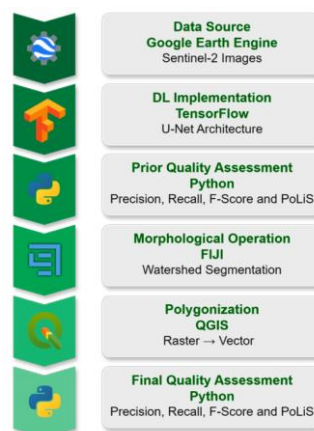 Data Source
Google Earth Engine
Sentinel-2 Images
DL Implementation
TensorFlow
U-Net Architecture
Prior Quality Assessment
Python
Precision, Recall, F-Score and PoLiS
Morphological Operation
FIJI
Watershed Segmentation
Polygonization
QGIS
Raster → Vector
Final Quality Assessment
Python
Precision, Recall, F-Score and PoLiS